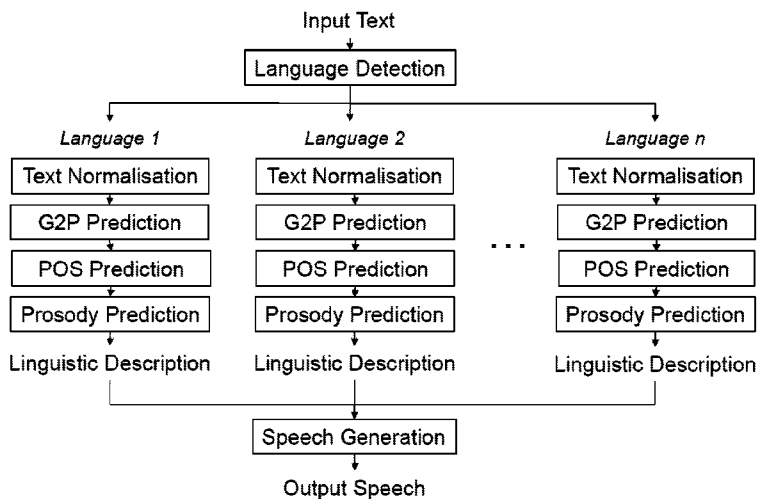 Input Text
Language Detection
Language 1 Language 2 Language n
Text Normalisation Text Normalisation Text Normalisation
G2P Prediction G2P Prediction G2P Prediction
...
POS Prediction POS Prediction POS Prediction
Prosody Prediction Prosody Prediction Prosody Prediction
Linguistic Description Linguistic Description Linguistic Description
Speech Generation
Output Speech